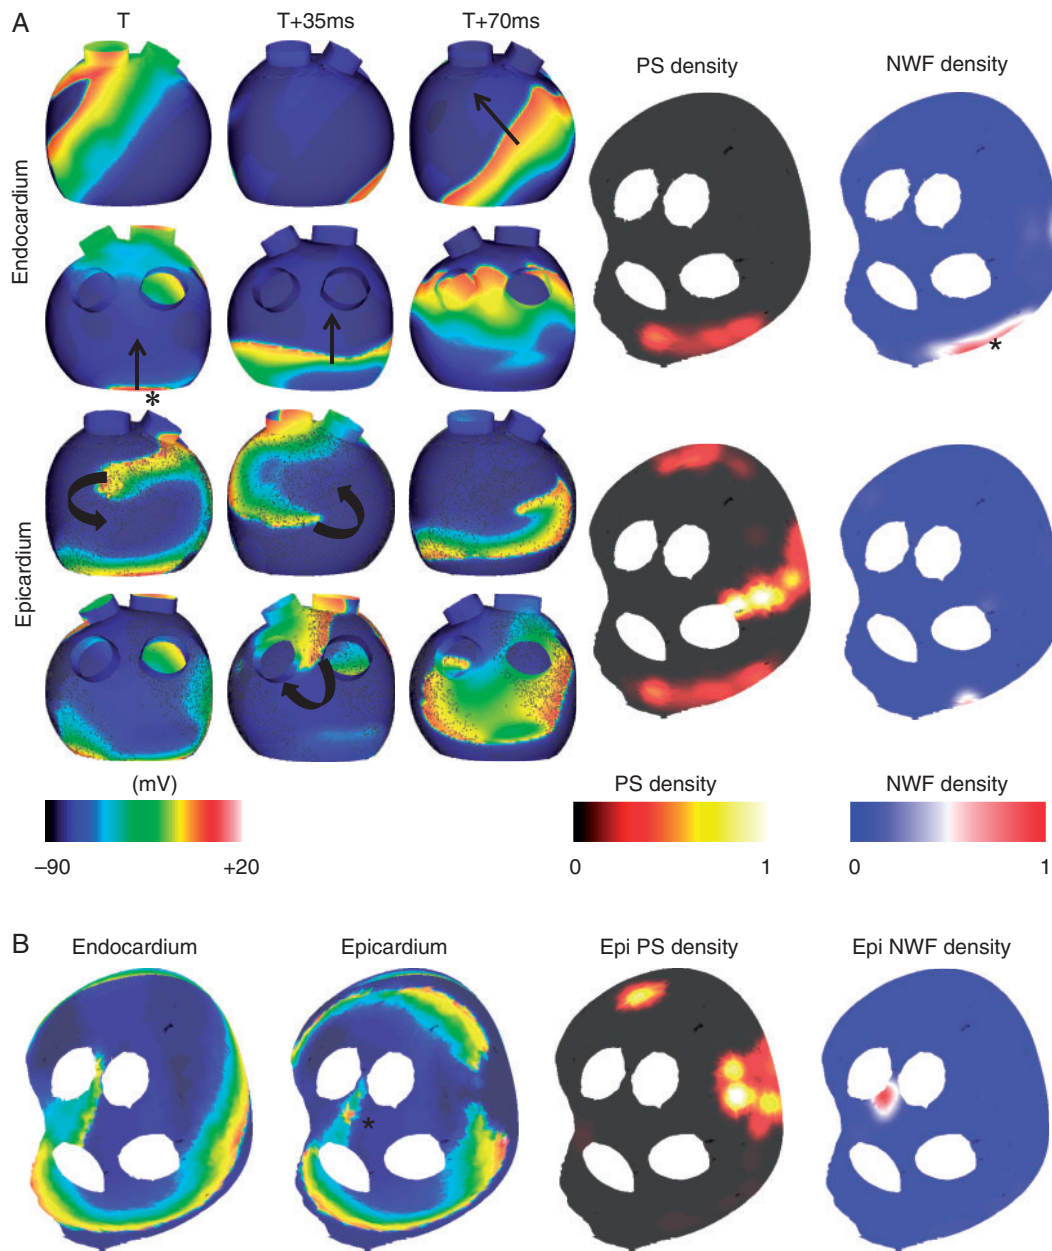 A
T
T+35ms
T+70ms
PS density
NWF density
Endocardium
*
*
Epicardium
(mV)
–90
+20
PS density
0
1
NWF density
0
1
B
Endocardium
Epicardium
Epi PS density
Epi NWF density
*